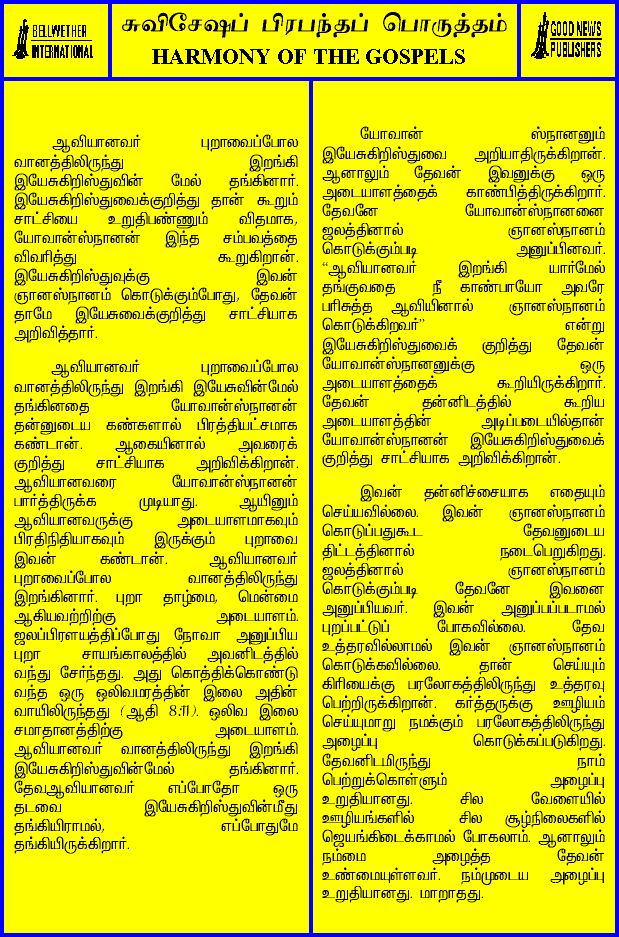 BELLWETHER
INTERNATIONAL
சுவிசேஷப் பிரபந்தப் பொருத்தம்
HARMONY OF THE GOSPELS
GOOD NEWS
PUBLISHERS
ஆவியானவர் புறாவைப்போல
வானத்திலிருந்து இறங்கி
இயேசுகிறிஸ்துவின் மேல் தங்கினார்.
இயேசுகிறிஸ்துவைக்குறித்து தான் கூறும்
சாட்சியை உறுதிபண்ணும் விதமாக,
யோவான்ஸ்நானன் இந்த சம்பவத்தை
விவரித்து கூறுகிறான்.
இயேசுகிறிஸ்துவுக்கு இவன்
ஞானஸ்நானம் கொடுக்கும்போது, தேவன்
தாமே இயேசுவைக்குறித்து சாட்சியாக
அறிவித்தார்.
ஆவியானவர் புறாவைப்போல
வானத்திலிருந்து இறங்கி இயேசுவின்மேல்
தங்கினதை யோவான்ஸ்நானன்
தன்னுடைய கண்களால் பிரத்தியட்சமாக
கண்டான். ஆகையினால் அவரைக்
குறித்து சாட்சியாக அறிவிக்கிறான்.
ஆவியானவரை யோவான்ஸ்நானன்
பார்த்திருக்க முடியாது. ஆயினும்
ஆவியானவருக்கு அடையாளமாகவும்
பிரதிநிதியாகவும் இருக்கும் புறாவை
இவன் கண்டான். ஆவியானவர்
புறாவைப்போல வானத்திலிருந்து
இறங்கினார். புறா தாழ்மை, மென்மை
ஆகியவற்றிற்கு அடையாளம்.
ஜலப்பிரளயத்திப்போது நோவா அனுப்பிய
புறா சாயங்காலத்தில் அவனிடத்தில்
வந்து சேர்ந்தது. அது கொத்திக்கொண்டு
வந்த ஒரு ஒலிவமரத்தின் இலை அதின்
வாயிலிருந்தது (ஆதி 8:11). ஒலிவ இலை
சமாதானத்திற்கு அடையாளம்.
ஆவியானவர் வானத்திலிருந்து இறங்கி
இயேசுகிறிஸ்துவின்மேல் தங்கினார்.
தேவஆவியானவர் எப்போதோ ஒரு
தடவை இயேசுகிறிஸ்துவின்மீது
தங்கியிராமல், எப்போதுமே
தங்கியிருக்கிறார்.
யோவான் ஸ்நானனும்
இயேசுகிறிஸ்துவை அறியாதிருக்கிறான்.
ஆனாலும் தேவன் இவனுக்கு ஒரு
அடையாளத்தைக் காண்பித்திருக்கிறார்.
தேவனே யோவான்ஸ்நானனை
ஜலத்தினால் ஞானஸ்நானம்
கொடுக்கும்படி அனுப்பினவர்.
“ஆவியானவர் இறங்கி யார்மேல்
தங்குவதை நீ காண்பாயோ அவரே
பரிசுத்த ஆவியினால் ஞானஸ்நானம்
கொடுக்கிறவர்” என்று
இயேசுகிறிஸ்துவைக் குறித்து தேவன்
யோவான்ஸ்நானனுக்கு ஒரு
அடையாளத்தைக் கூறியிருக்கிறார்.
தேவன் தன்னிடத்தில் கூறிய
அடையாளத்தின் அடிப்படையில்தான்
யோவான்ஸ்நானன் இயேசுகிறிஸ்துவைக்
குறித்து சாட்சியாக அறிவிக்கிறான்.
இவன் தன்னிச்சையாக எதையும்
செய்யவில்லை. இவன் ஞானஸ்நானம்
கொடுப்பதுகூட தேவனுடைய
திட்டத்தினால் நடைபெறுகிறது.
ஜலத்தினால் ஞானஸ்நானம்
கொடுக்கும்படி தேவனே இவனை
அனுப்பியவர். இவன் அனுப்பப்படாமல்
புறப்பட்டுப் போகவில்லை. தேவ
உத்தரவில்லாமல் இவன் ஞானஸ்நானம்
கொடுக்கவில்லை. தான் செய்யும்
கிரியைக்கு பரலோகத்திலிருந்து உத்தரவு
பெற்றிருக்கிறான். கர்த்தருக்கு ஊழியம்
செய்யுமாறு நமக்கும் பரலோகத்திலிருந்து
அழைப்பு கொடுக்கப்படுகிறது.
தேவனிடமிருந்து நாம்
பெற்றுக்கொள்ளும் அழைப்பு
உறுதியானது. சில வேளையில்
ஊழியங்களில் சில சூழ்நிலைகளில்
ஜெயங்கிடைக்காமல் போகலாம். ஆனாலும்
நம்மை அழைத்த தேவன்
உண்மையுள்ளவர். நம்முடைய அழைப்பு
உறுதியானது. மாறாதது.